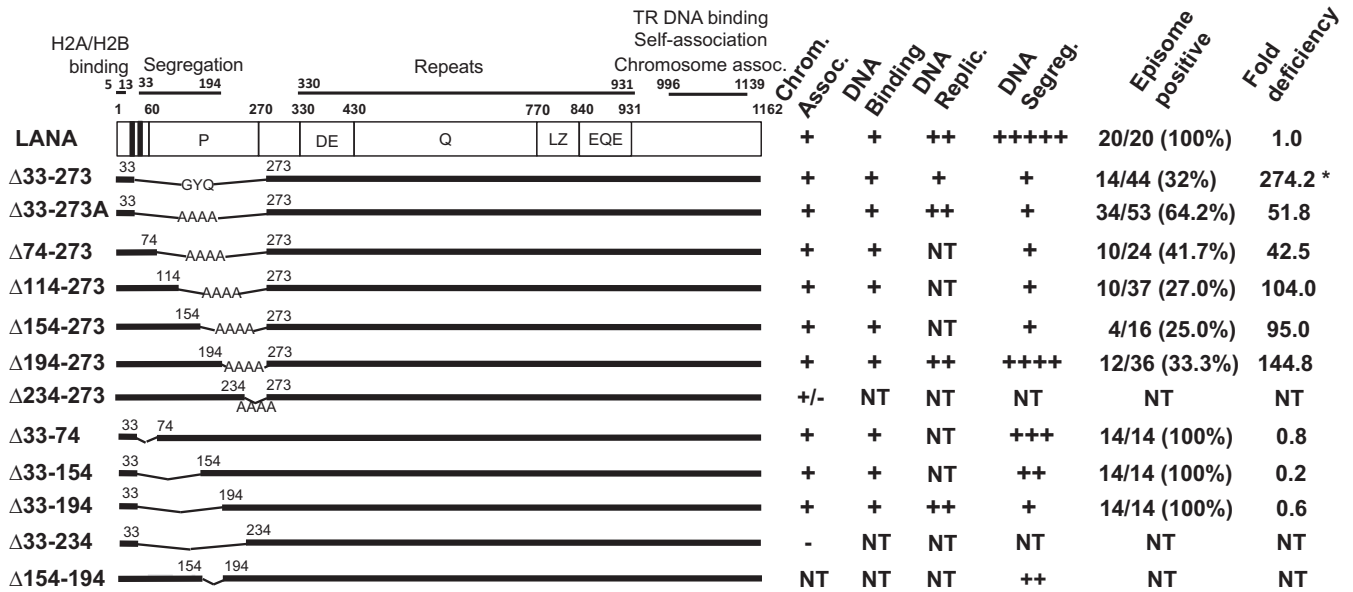 H2A/H2B
binding
Segregation
Repeats
TR DNA binding
Self-association
Chromosome assoc.
5 13 33 194 330 931 996 1139
1 60 270 330 430 770 840 931 1162
Chrom. Assoc.
DNA Binding
DNA Replic.
DNA Segreg.
Episome positive
Fold deficiency
LANA P DE Q LZ EQE + + ++ +++++ 20/20 (100%) 1.0
Δ33-273 33 GYQ 273 + + + + 14/44 (32%) 274.2 *
Δ33-273A 33 AAAA 273 + + ++ + 34/53 (64.2%) 51.8
Δ74-273 74 AAAA 273 + + NT + 10/24 (41.7%) 42.5
Δ114-273 114 AAAA 273 + + NT + 10/37 (27.0%) 104.0
Δ154-273 154 AAAA 273 + + NT + 4/16 (25.0%) 95.0
Δ194-273 194 AAAA 273 + + ++ ++++ 12/36 (33.3%) 144.8
Δ234-273 234 AAAA 273 +/- NT NT NT NT NT
Δ33-74 33 74 + + NT +++ 14/14 (100%) 0.8
Δ33-154 33 154 + + NT ++ 14/14 (100%) 0.2
Δ33-194 33 194 + + ++ + 14/14 (100%) 0.6
Δ33-234 33 234 - NT NT NT NT NT
Δ154-194 154 194 NT NT NT ++ NT NT